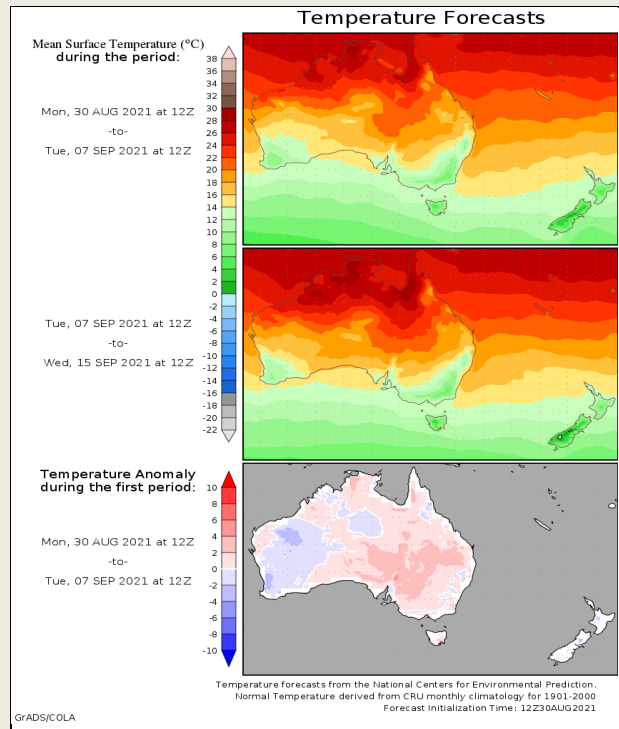 Temperature Forecasts
Mean Surface Temperature (°C)
during the period:
Mon, 30 AUG 2021 at 12Z
-to-
Tue, 07 SEP 2021 at 12Z
38
36
34
32
30
28
26
24
22
20
18
16
14
12
10
8
6
4
2
0
-2
-4
-6
-8
-10
-12
-14
-16
-18
-20
-22
Tue, 07 SEP 2021 at 12Z
-to-
Wed, 15 SEP 2021 at 12Z
Temperature Anomaly
during the first period:
Mon, 30 AUG 2021 at 12Z
-to-
Tue, 07 SEP 2021 at 12Z
10
8
6
4
2
0
-2
-4
-6
-8
-10
Temperature forecasts from the National Centers for Environmental Prediction.
Normal Temperature derived from CRU monthly climatology for 1901-2000
Forecast Initialization Time: 12Z30AUG2021
GrADS/COLA